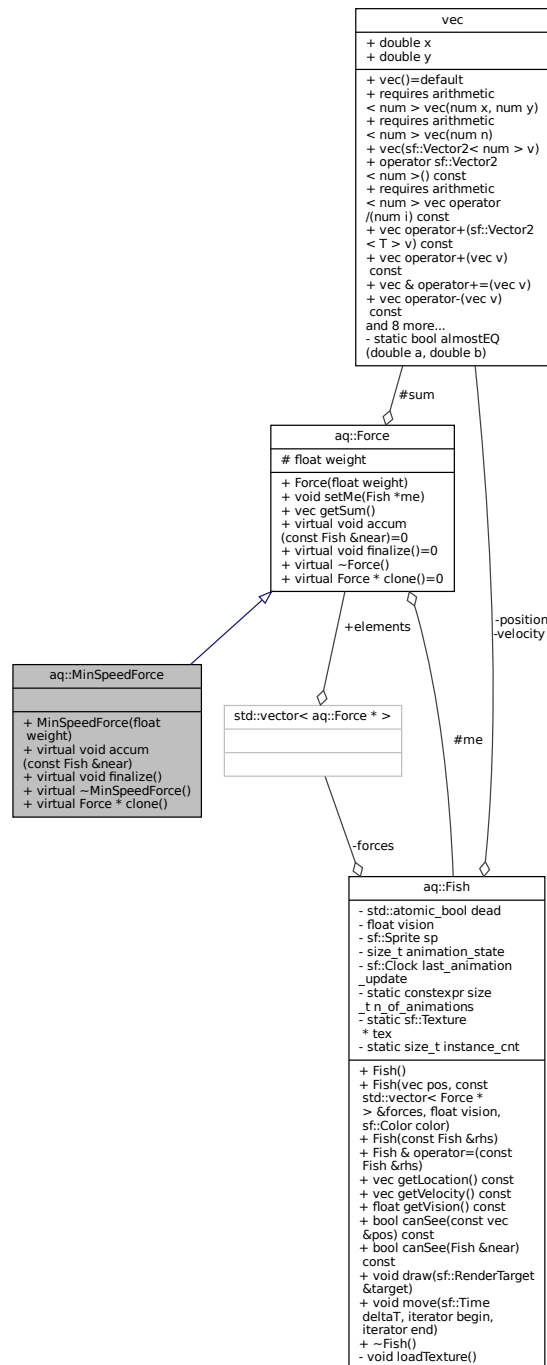 vec
+ double x
+ double y
+ vec()=default
+ requires arithmetic
< num > vec(num x, num y)
+ requires arithmetic
< num > vec(num n)
+ vec(sf::Vector2< num > v)
+ operator sf::Vector2
< num >() const
+ requires arithmetic
< num > vec operator
/(num i) const
+ vec operator+(sf::Vector2
< T > v) const
+ vec operator+(vec v)
const
+ vec & operator+=(vec v)
+ vec operator-(vec v)
const
and 8 more...
- static bool almostEQ
(double a, double b)
#sum
aq::Force
# float weight
+ Force(float weight)
+ void setMe(Fish *me)
+ vec getSum()
+ virtual void accum
(const Fish &near)=0
+ virtual void finalize()=0
+ virtual ~Force()
+ virtual Force * clone()=0
+elements
-position
-velocity
aq::MinSpeedForce
+ MinSpeedForce(float
weight)
+ virtual void accum
(const Fish &near)
+ virtual void finalize()
+ virtual ~MinSpeedForce()
+ virtual Force * clone()
std::vector< aq::Force * >
#me
-forces
aq::Fish
- std::atomic_bool dead
- float vision
- sf::Sprite sp
- size_t animation_state
- sf::Clock last_animation
_update
- static constexpr size
_t n_of_animations
- static sf::Texture
* tex
- static size_t instance_cnt
+ Fish()
+ Fish(vec pos, const
std::vector< Force *
> &forces, float vision,
sf::Color color)
+ Fish(const Fish &rhs)
+ Fish & operator=(const
Fish &rhs)
+ vec getLocation() const
+ vec getVelocity() const
+ float getVision() const
+ bool canSee(const vec
&pos) const
+ bool canSee(Fish &near)
const
+ void draw(sf::RenderTarget
&target)
+ void move(sf::Time
deltaT, iterator begin,
iterator end)
+ ~Fish()
- void loadTexture()